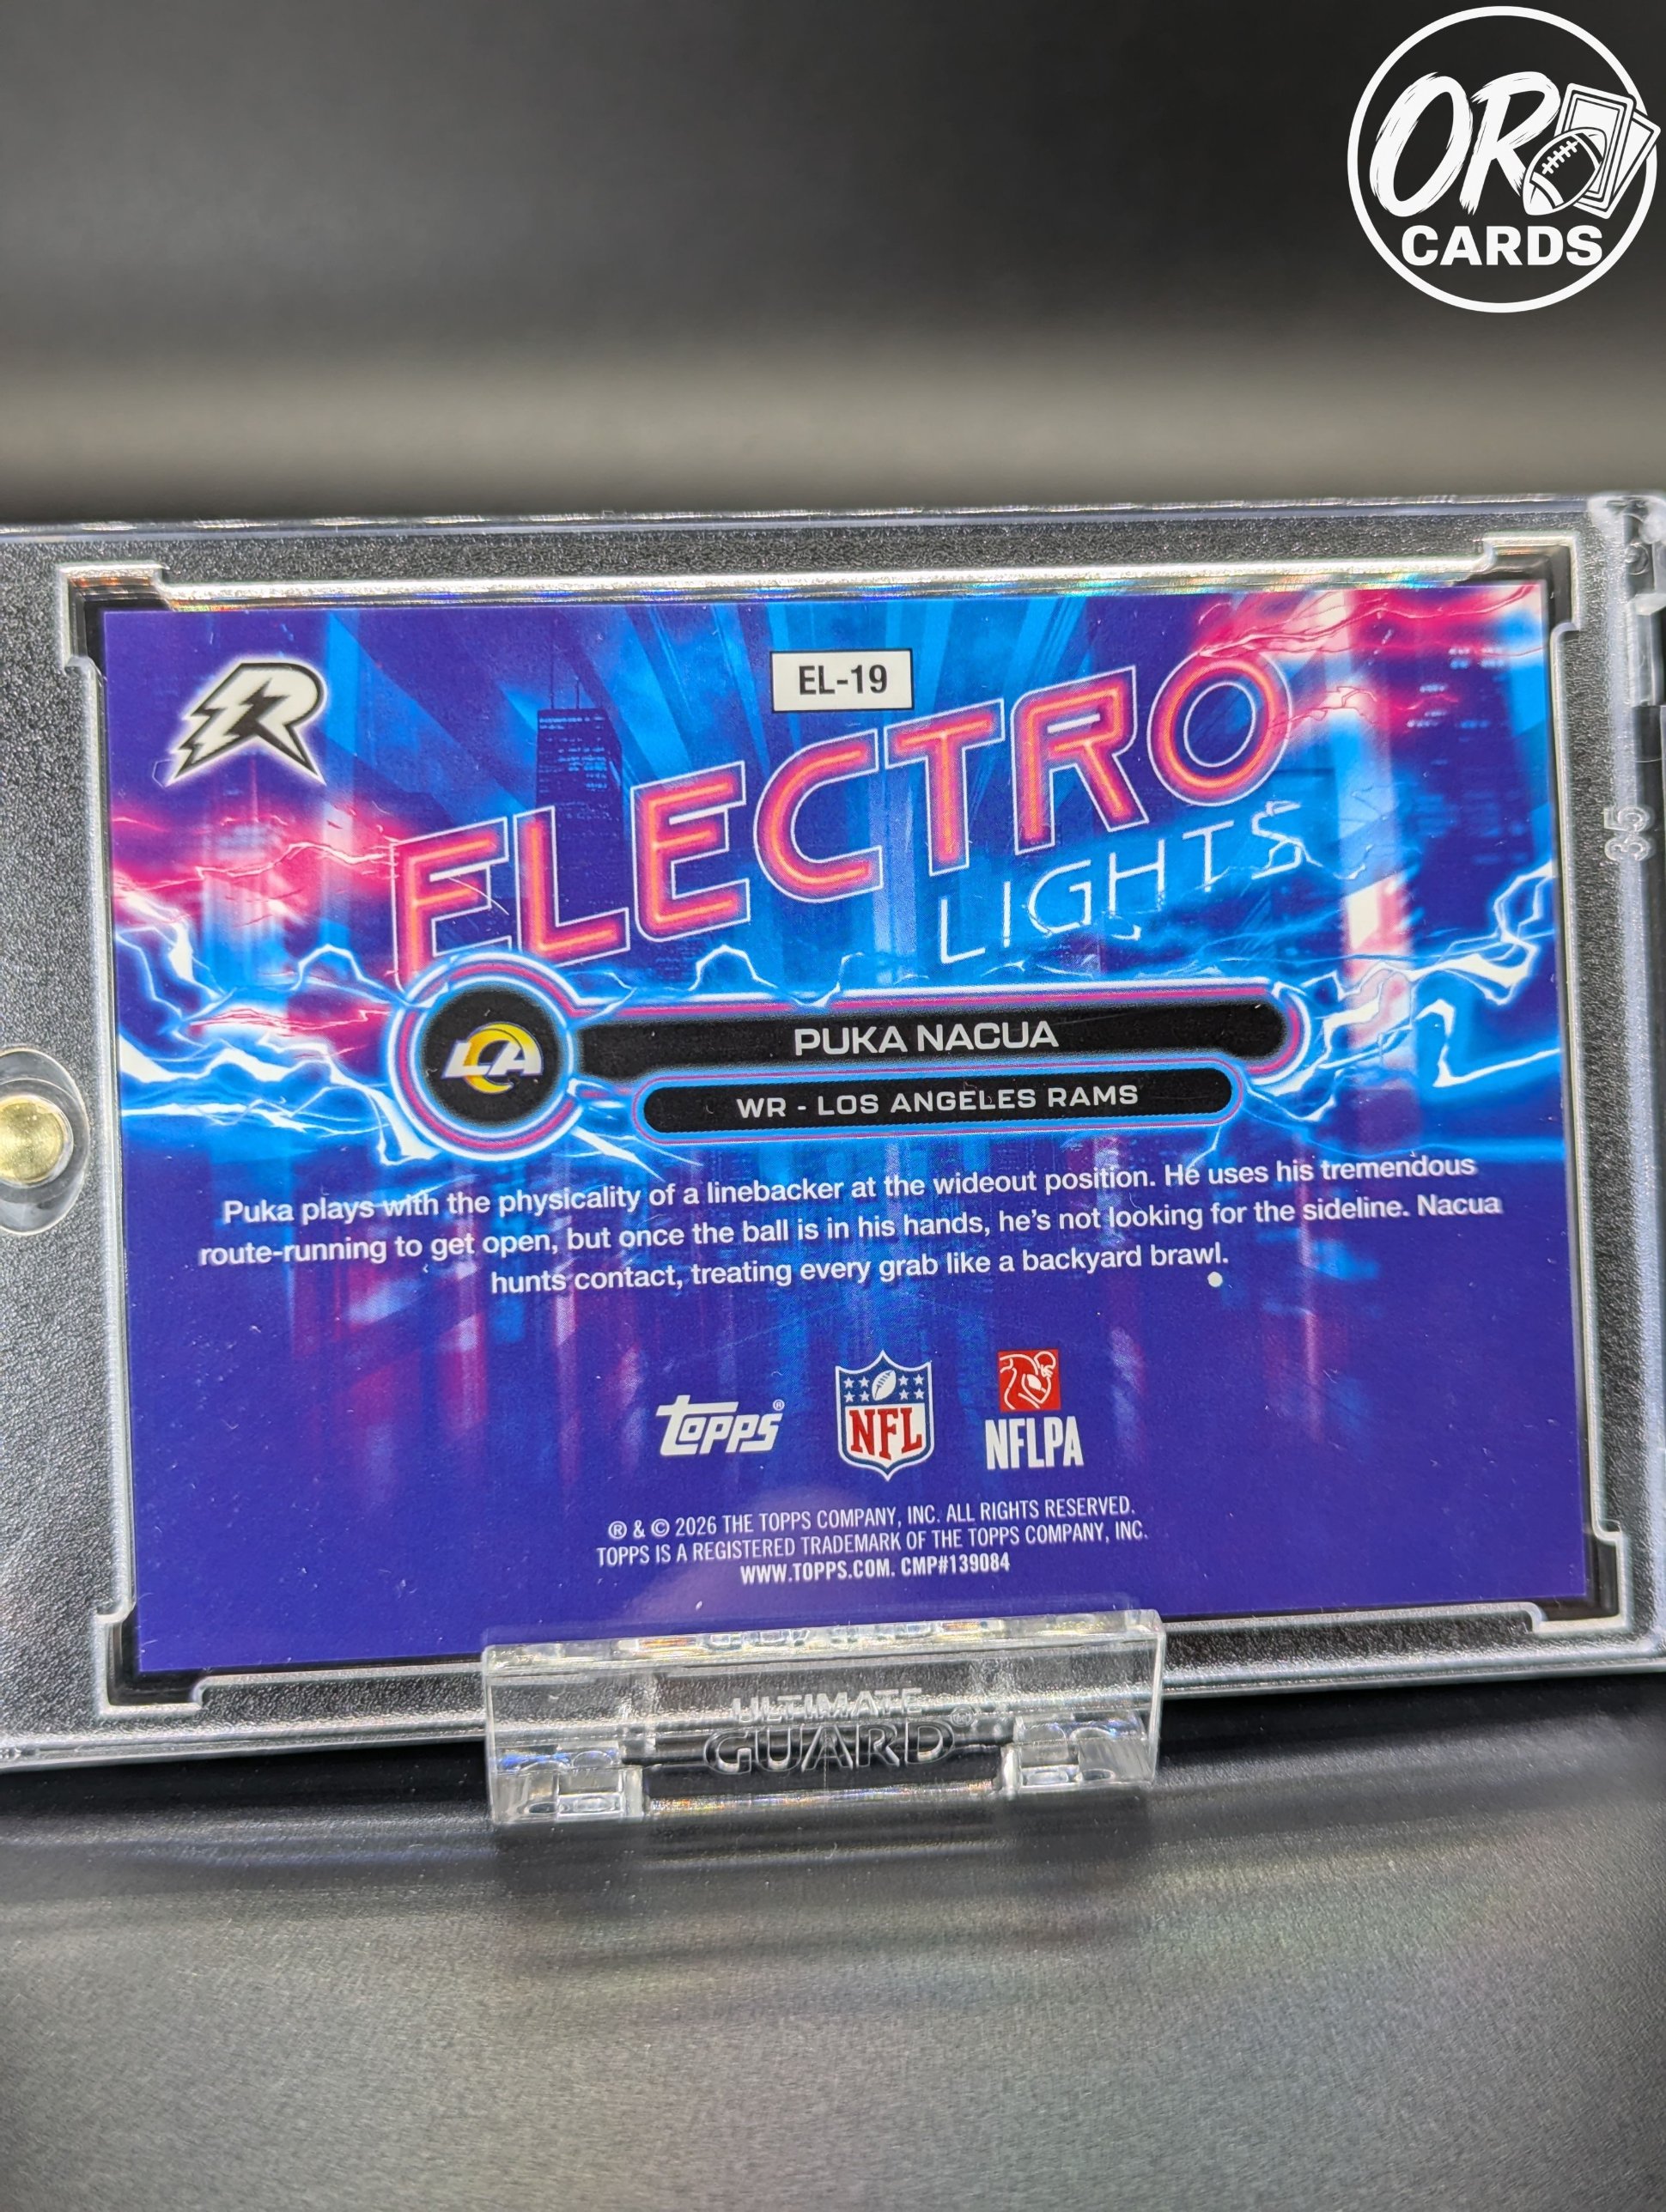 ORO
CARDS
R
EL-19
ELECTRO
LIGHTS
35
LA
PUKA NACUA
WR - LOS ANGELES RAMS
Puka plays with the physicality of a linebacker at the wideout position. He uses his tremendous
route-running to get open, but once the ball is in his hands, he's not looking for the sideline. Nacua
hunts contact, treating every grab like a backyard brawl.
topps®
NFL
NFLPA
® & © 2026 THE TOPPS COMPANY, INC. ALL RIGHTS RESERVED.
TOPPS IS A REGISTERED TRADEMARK OF THE TOPPS COMPANY, INC.
WWW.TOPPS.COM. CMP#139084
ULTIMATE
GUARD®